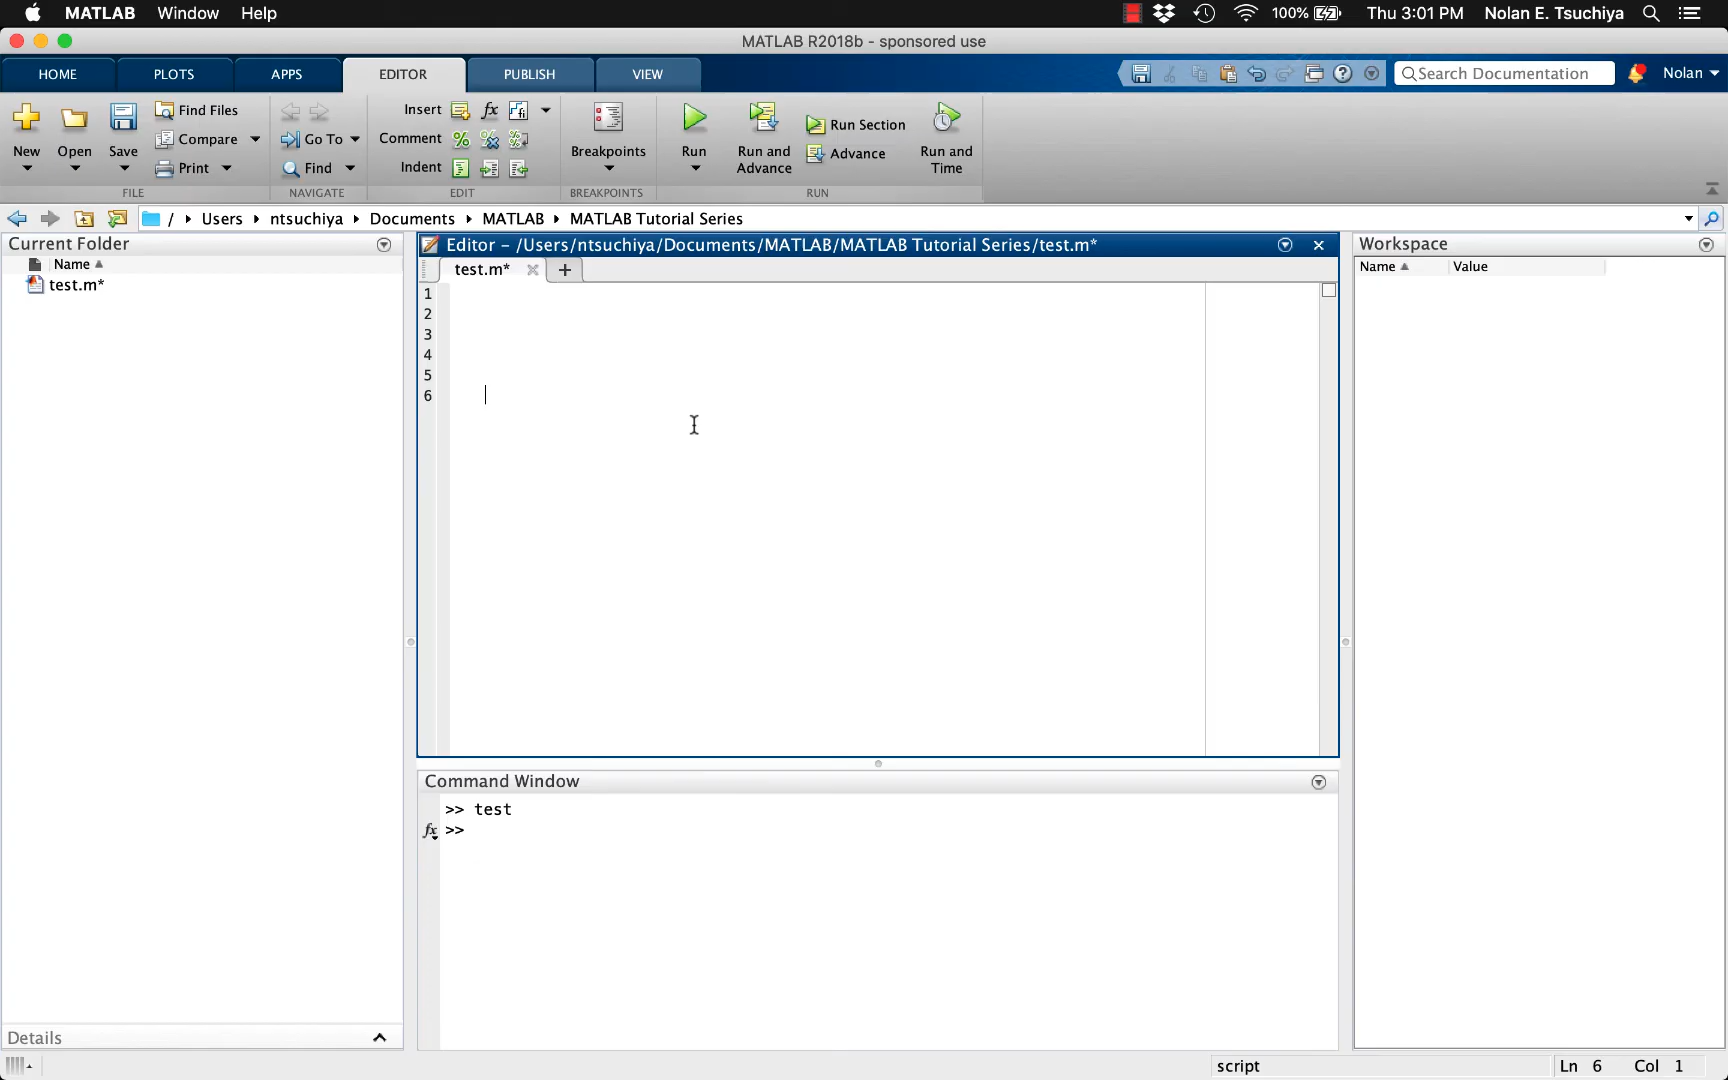 MATLAB Window Help 100% Thu 3:01 PM Nolan E. Tsuchiya
MATLAB R2018b - sponsored use
HOME PLOTS APPS EDITOR PUBLISH VIEW Search Documentation Nolan
New Open Save Find Files Compare Print
FILE
Go To Find
NAVIGATE
Insert fx fi
Comment % % %
Indent
EDIT
Breakpoints
BREAKPOINTS
Run Run and Advance Run Section Advance Run and Time
RUN
/ Users ntsuchiya Documents MATLAB MATLAB Tutorial Series
Current Folder
Name
test.m*
Details
Editor – /Users/ntsuchiya/Documents/MATLAB/MATLAB Tutorial Series/test.m*
test.m* +
1
2
3
4
5
6
Command Window
>> test
fx >>
Workspace
Name Value
script Ln 6 Col 1